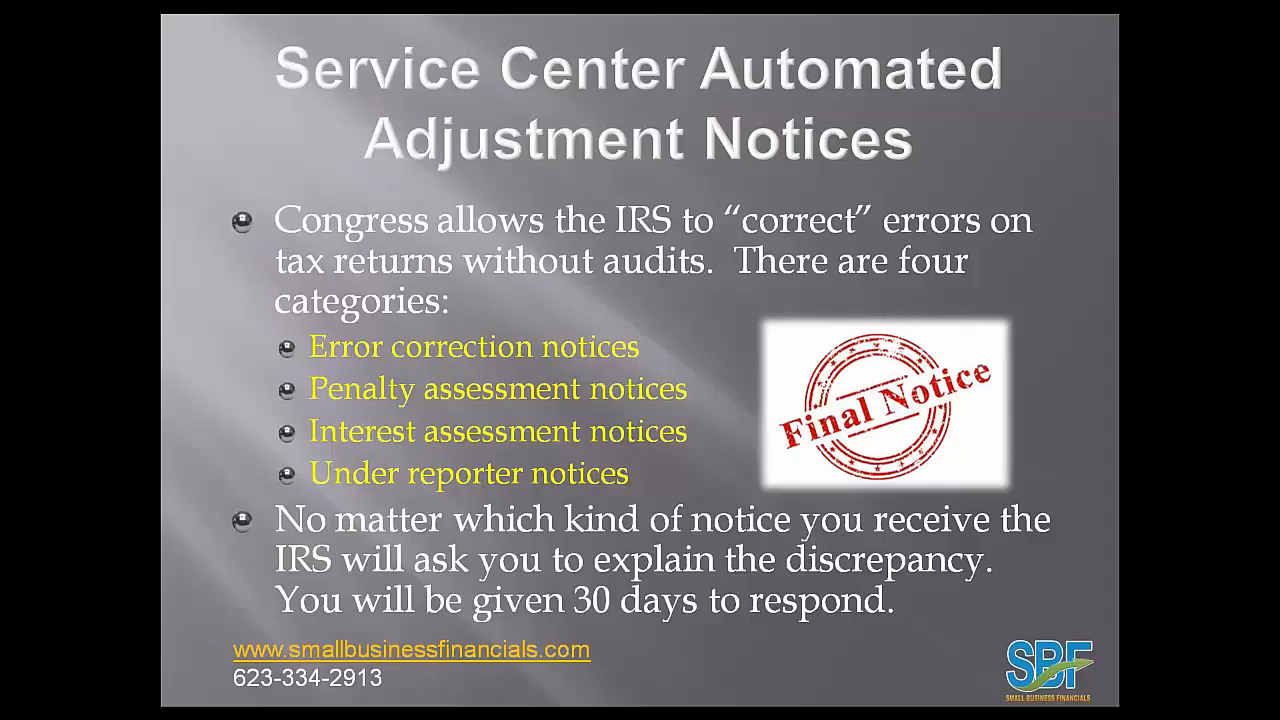 Service Center Automated
Adjustment Notices
Congress allows the IRS to “correct” errors on
tax returns without audits.  There are four
categories:
Error correction notices
Penalty assessment notices
Interest assessment notices
Under reporter notices
Final Notice
No matter which kind of notice you receive the
IRS will ask you to explain the discrepancy.
You will be given 30 days to respond.
www.smallbusinessfinancials.com
623-334-2913
SBF
SMALL BUSINESS FINANCIALS